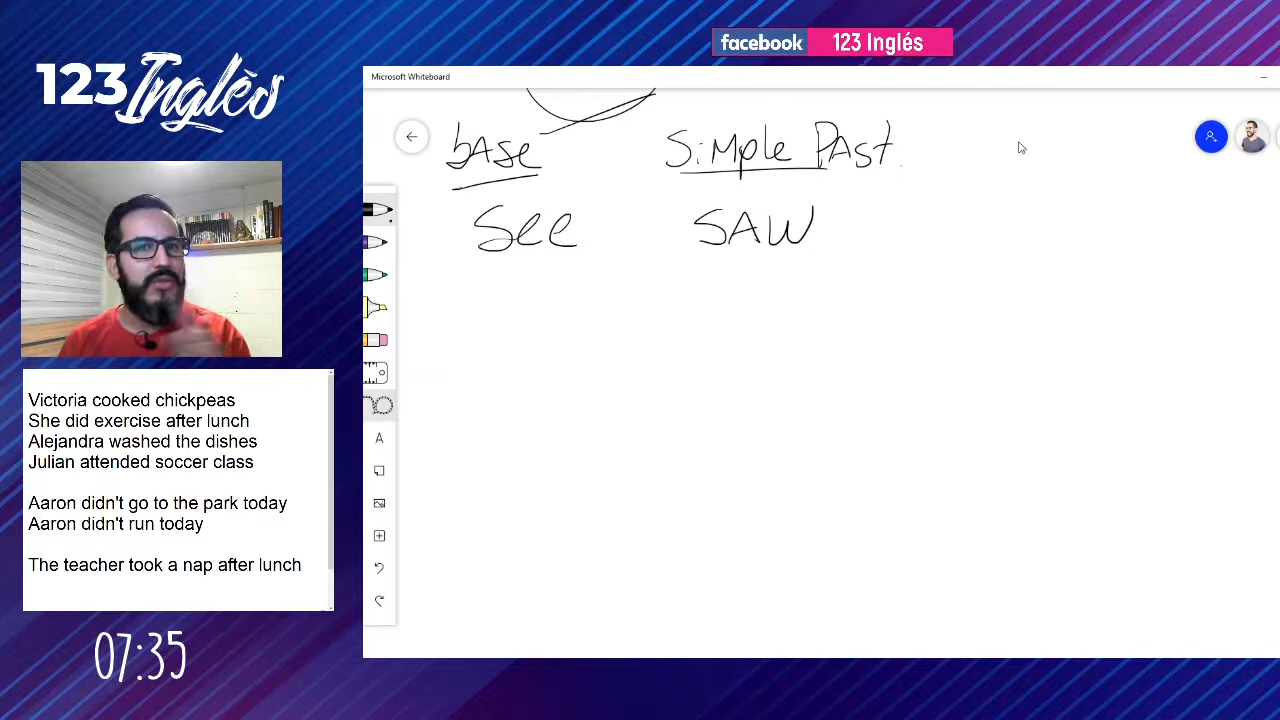 facebook 123 Inglés
123 Inglès
Microsoft Whiteboard
bAse SiMple PAst
See SAW
A
Victoria cooked chickpeas
She did exercise after lunch
Alejandra washed the dishes
Julian attended soccer class
Aaron didn't go to the park today
Aaron didn't run today
The teacher took a nap after lunch
07:35